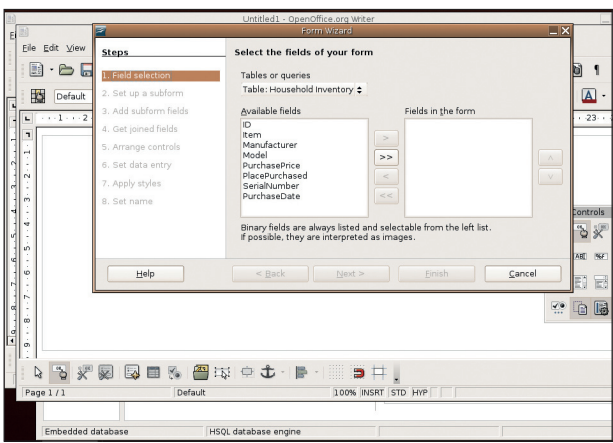 Untitled1 - OpenOffice.org Writer
Form Wizard
File Edit View
Default
Steps
1. Field selection
2. Set up a subform
3. Add subform fields
4. Get joined fields
5. Arrange controls
6. Set data entry
7. Apply styles
8. Set name
Select the fields of your form
Tables or queries
Table: Household Inventory
Available fields
ID
Item
Manufacturer
Model
PurchasePrice
PlacePurchased
SerialNumber
PurchaseDate
>
>>
<
<<
Fields in the form
Binary fields are always listed and selectable from the left list.
If possible, they are interpreted as images.
Help
< Back
Next >
Finish
Cancel
Controls
Page 1 / 1
Default
100%
INSRT
STD
HYP
Embedded database
HSQL database engine